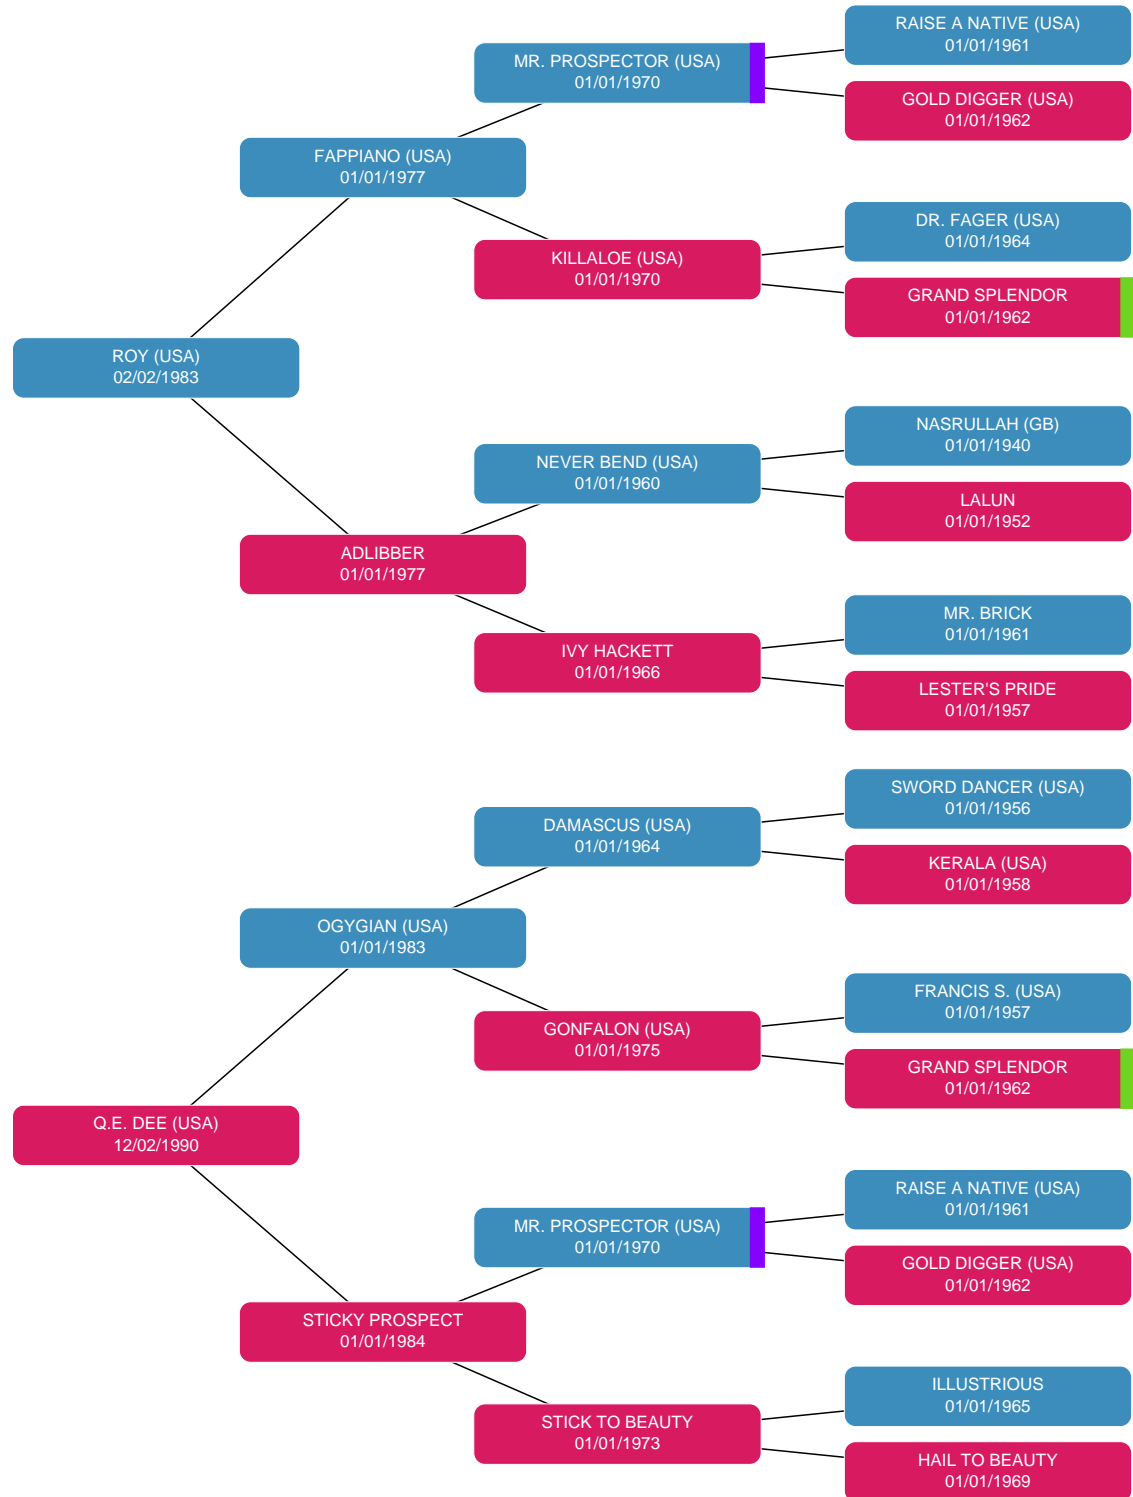 RAISE A NATIVE (USA)
01/01/1961
MR. PROSPECTOR (USA)
01/01/1970
GOLD DIGGER (USA)
01/01/1962
FAPPIANO (USA)
01/01/1977
DR. FAGER (USA)
01/01/1964
KILLALOE (USA)
01/01/1970
GRAND SPLENDOR
01/01/1962
ROY (USA)
02/02/1983
NASRULLAH (GB)
01/01/1940
NEVER BEND (USA)
01/01/1960
LALUN
01/01/1952
ADLIBBER
01/01/1977
MR. BRICK
01/01/1961
IVY HACKETT
01/01/1966
LESTER'S PRIDE
01/01/1957
SWORD DANCER (USA)
01/01/1956
DAMASCUS (USA)
01/01/1964
KERALA (USA)
01/01/1958
OGYGIAN (USA)
01/01/1983
FRANCIS S. (USA)
01/01/1957
GONFALON (USA)
01/01/1975
GRAND SPLENDOR
01/01/1962
Q.E. DEE (USA)
12/02/1990
RAISE A NATIVE (USA)
01/01/1961
MR. PROSPECTOR (USA)
01/01/1970
GOLD DIGGER (USA)
01/01/1962
STICKY PROSPECT
01/01/1984
ILLUSTRIOUS
01/01/1965
STICK TO BEAUTY
01/01/1973
HAIL TO BEAUTY
01/01/1969